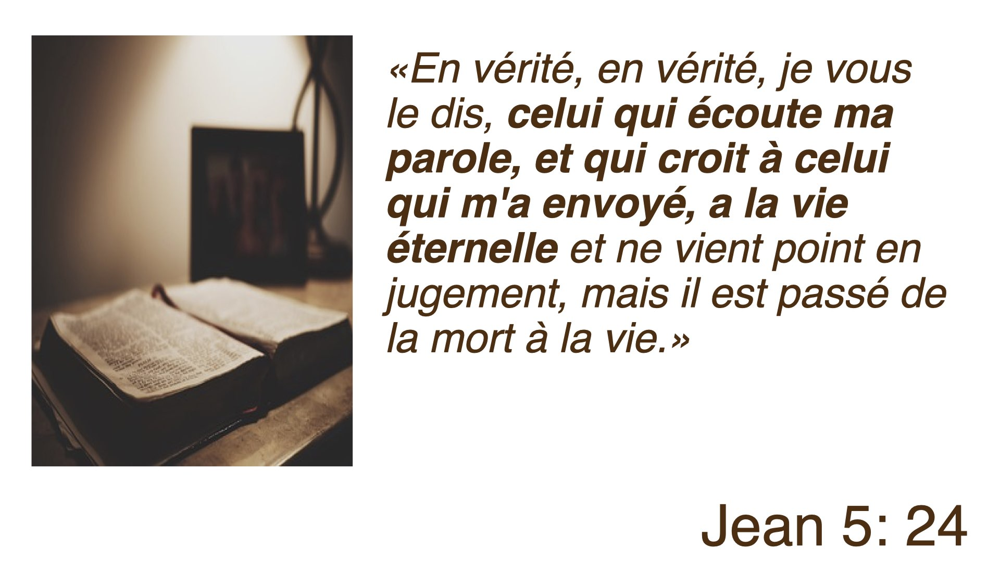 «En vérité, en vérité, je vous
le dis, celui qui écoute ma
parole, et qui croit à celui
qui m'a envoyé, a la vie
éternelle et ne vient point en
jugement, mais il est passé de
la mort à la vie.»
Jean 5: 24